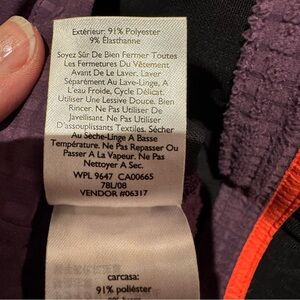 Extérieur: 91% Polyester
9% Élasthanne
Soyez Sûr De Bien Fermer Toutes
Les Fermetures Du Vêtement
Avant De Le Laver. Laver
Séparément Au Lave-Linge, A
L'eau Froide, Cycle Délicat.
Utiliser Une Lessive Douce. Bien
Rincer. Ne Pas Utiliser De
Javellisant. Ne Pas Utiliser
D'assouplissants Textiles. Sécher
Au Sèche-Linge A Basse
Température. Ne Pas Repasser Ou
Passer A La Vapeur. Ne Pas
Nettoyer A Sec.
WPL 9647 CA00665
78L/08
VENDOR #06317
carcasa:
91% poliéster